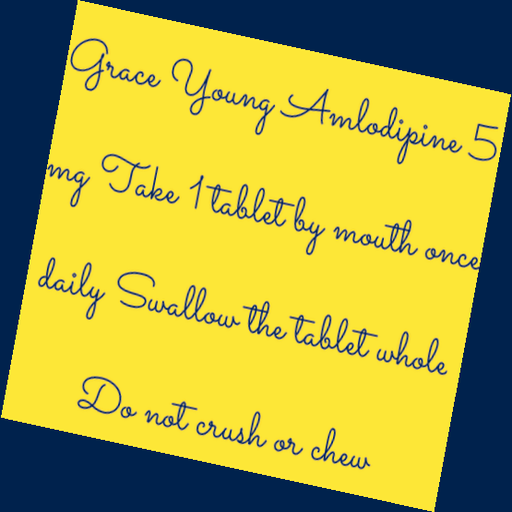 Grace Young Amlodipine 5
mg Take 1 tablet by mouth once
daily Swallow the tablet whole
Do not crush or chew